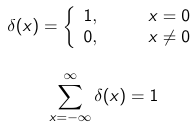 δ(x) = { 1, x = 0
0, x ≠ 0
∞
∑ δ(x) = 1
x=−∞